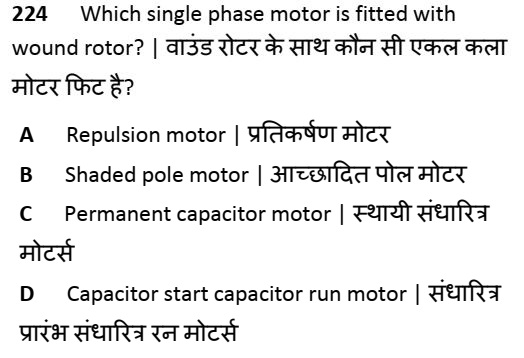 224 Which single phase motor is fitted with
wound rotor? | वाउंड रोटर के साथ कौन सी एकल कला
मोटर फिट है?
A Repulsion motor | प्रतिकर्षण मोटर
B Shaded pole motor | आच्छादित पोल मोटर
C Permanent capacitor motor | स्थायी संधारित्र
मोटर्स
D Capacitor start capacitor run motor | संधारित्र
प्रारंभ संधारित्र रन मोटर्स